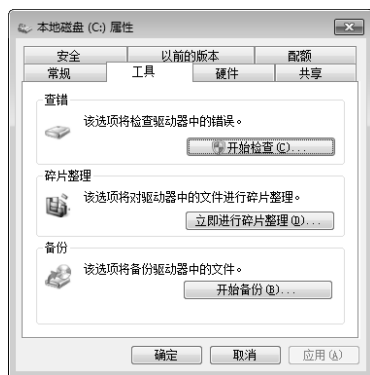 本地磁盘 (C:) 属性
安全 以前的版本 配额
常规 工具 硬件 共享
查错
该选项将检查驱动器中的错误。
开始检查(C)...
碎片整理
该选项将对驱动器中的文件进行碎片整理。
立即进行碎片整理(D)...
备份
该选项将备份驱动器中的文件。
开始备份(B)...
确定 取消 应用(A)